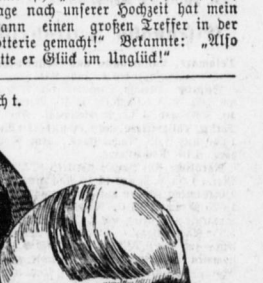 age nach unserer Hochzeit hat mein
ann einen großen Treffer in der
otterie gemacht!“ Bekannte: „Also
tte er Glück im Unglück!“
cht.